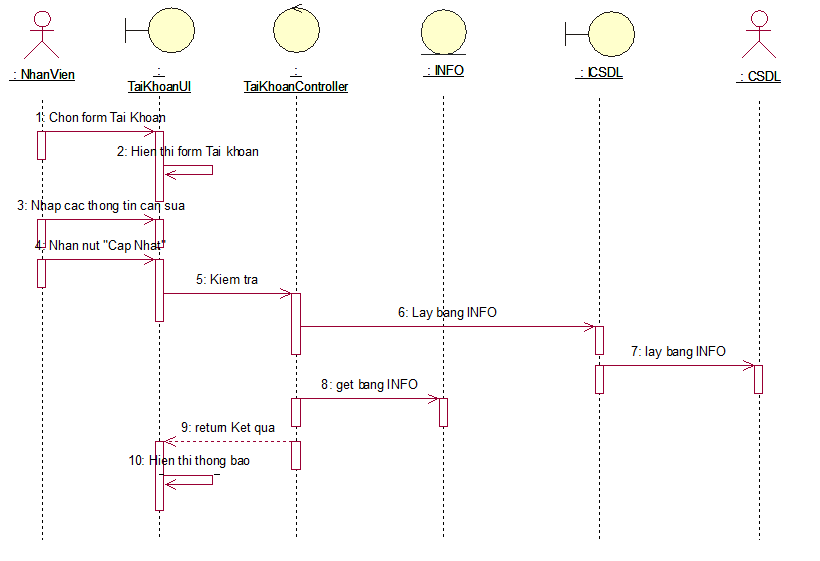 : NhanVien
:
TaiKhoanUI
:
TaiKhoanController
: INFO
: ICSDL
: CSDL
1: Chon form Tai Khoan
2: Hien thi form Tai khoan
3: Nhap cac thong tin can sua
4: Nhan nut "Cap Nhat"
5: Kiem tra
6: Lay bang INFO
7: lay bang INFO
8: get bang INFO
9: return Ket qua
10: Hien thi thong bao